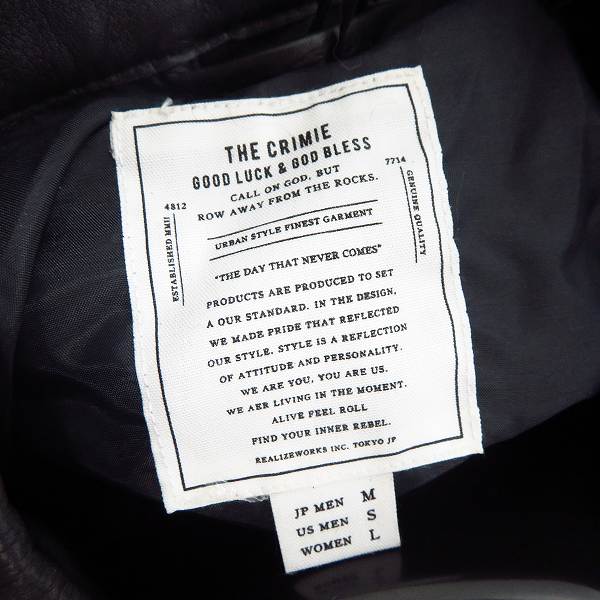 THE CRIMIE
GOOD LUCK & GOD BLESS
CALL ON GOD, BUT
ROW AWAY FROM THE ROCKS.
4812
7714
ESTABLISHED MMII
GENUINE QUALITY
URBAN STYLE FINEST GARMENT
"THE DAY THAT NEVER COMES"
PRODUCTS ARE PRODUCED TO SET
A OUR STANDARD. IN THE DESIGN,
WE MADE PRIDE THAT REFLECTED
OUR STYLE. STYLE IS A REFLECTION
OF ATTITUDE AND PERSONALITY.
WE ARE YOU, YOU ARE US.
WE AER LIVING IN THE MOMENT.
ALIVE FEEL ROLL
FIND YOUR INNER REBEL.
REALIZEWORKS INC. TOKYO JP
JP MEN M
US MEN S
WOMEN L